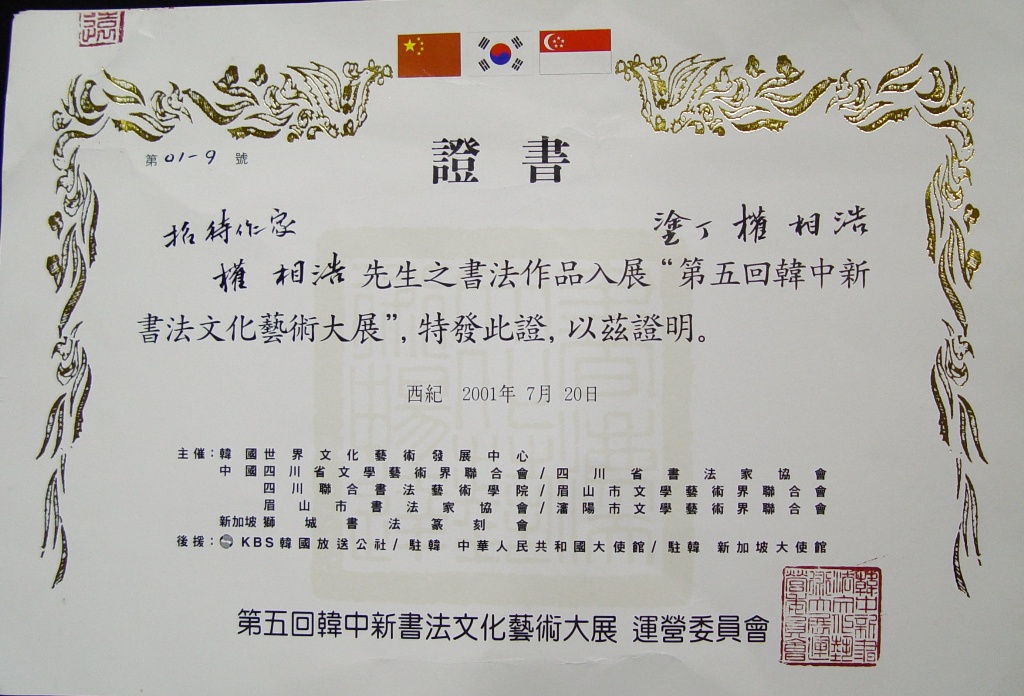 第01-9 號
證 書
招待作家
塗丁 權 相浩
權 相浩 先生之書法作品入展“第五回韓中新
書法文化藝術大展”, 特發此證, 以茲證明。
西紀 2001年 7月 20日
主催: 韓國世界文化藝術發展中心
中國四川省文學藝術界聯合會/四川省書法家協會
四川聯合書法藝術學院/眉山市文學藝術界聯合會
眉山市書法家協會/瀋陽市文學藝術界聯合會
新加坡獅城書法篆刻會
後援: KBS韓國放送公社/駐韓 中華人民共和國大使館/駐韓 新加坡大使館
第五回韓中新書法文化藝術大展 運營委員會